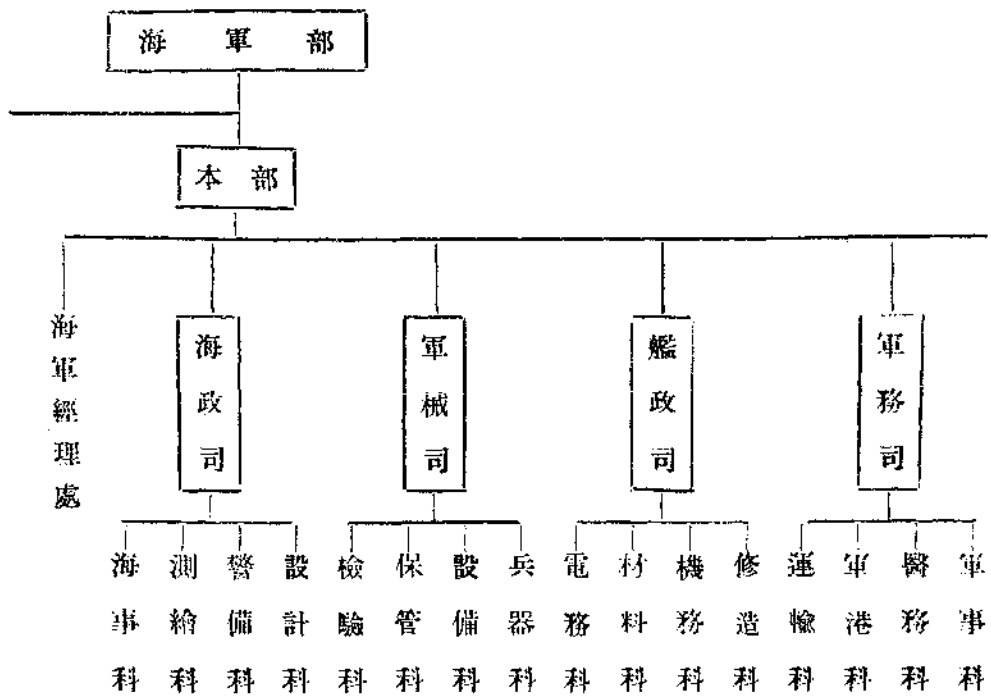 海軍部
本部
軍務司
艦政司
軍械司
海政司
海軍經理處
軍事科
醫務科
軍港科
運輸科
修造科
機務科
材料科
電務科
兵器科
設備科
保管科
檢驗科
設計科
警備科
測繪科
海事科